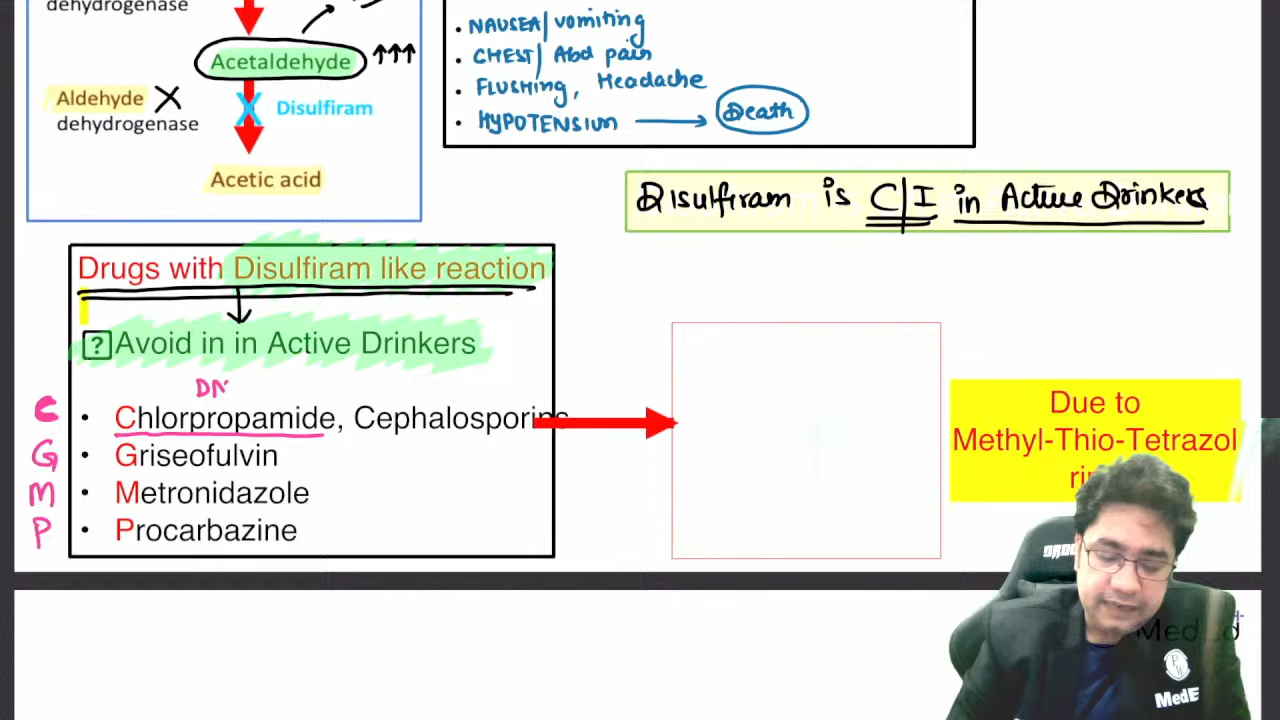 dehydrogenase
Acetaldehyde ↑↑↑
Aldehyde X
dehydrogenase
Disulfiram
Acetic acid
• NAUSEA/ vomiting
• CHEST/ Abd pain
• FLUSHING, Headache
• HYPOTENSIUN → Death
Disulfiram is C/I in Active Drinkers
Drugs with Disulfiram like reaction
?Avoid in in Active Drinkers
DM
C • Chlorpropamide, Cephalosporins
G • Griseofulvin
M • Metronidazole
P • Procarbazine
Due to
Methyl-Thio-Tetrazol
MedEd
MedE